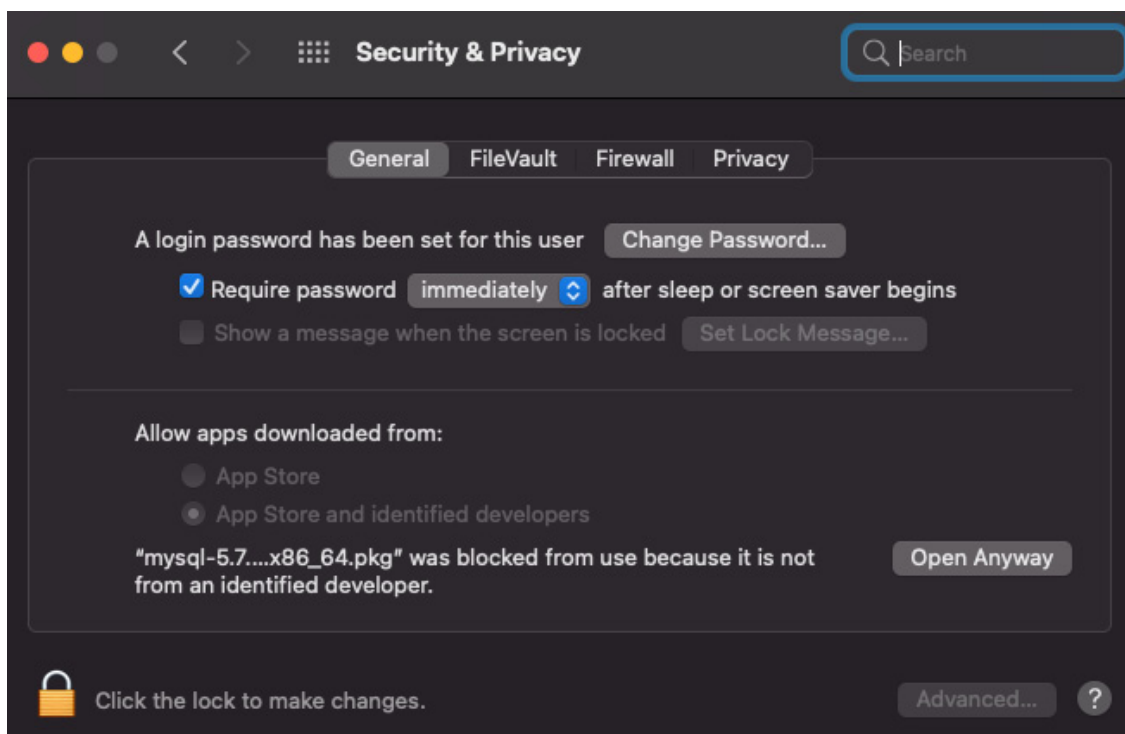 Security & Privacy
Search
General FileVault Firewall Privacy
A login password has been set for this user Change Password...
Require password immediately after sleep or screen saver begins
Show a message when the screen is locked Set Lock Message...
Allow apps downloaded from:
App Store
App Store and identified developers
“mysql-5.7....x86_64.pkg” was blocked from use because it is not Open Anyway
from an identified developer.
Click the lock to make changes. Advanced... ?